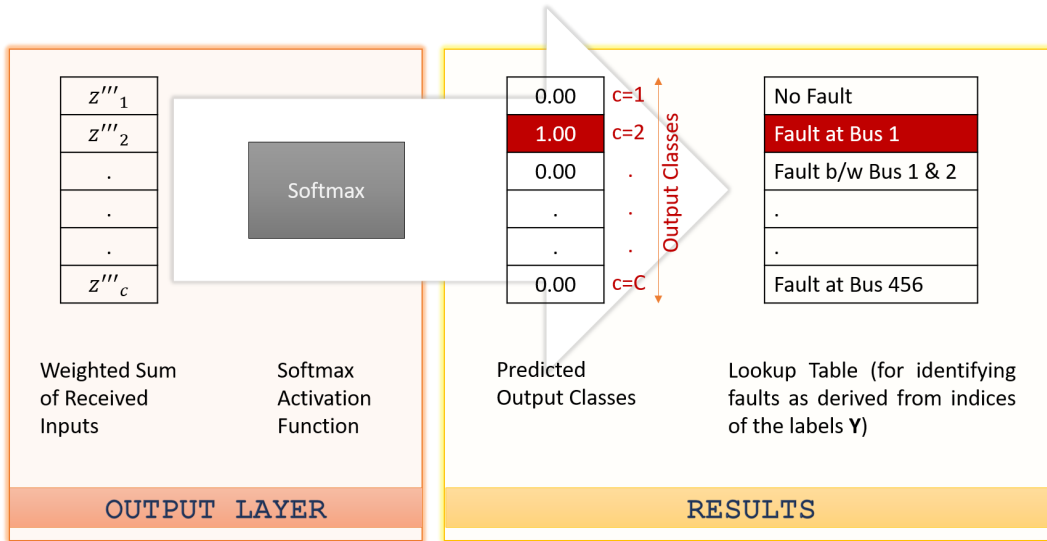 z‴₁
z‴₂
.
.
.
z‴c
Softmax
0.00
1.00
0.00
.
.
0.00
c=1
c=2
.
.
.
c=C
Output Classes
No Fault
Fault at Bus 1
Fault b/w Bus 1 & 2
.
.
Fault at Bus 456
Weighted Sum
of Received
Inputs
Softmax
Activation
Function
Predicted
Output Classes
Lookup Table (for identifying
faults as derived from indices
of the labels Y)
OUTPUT LAYER
RESULTS